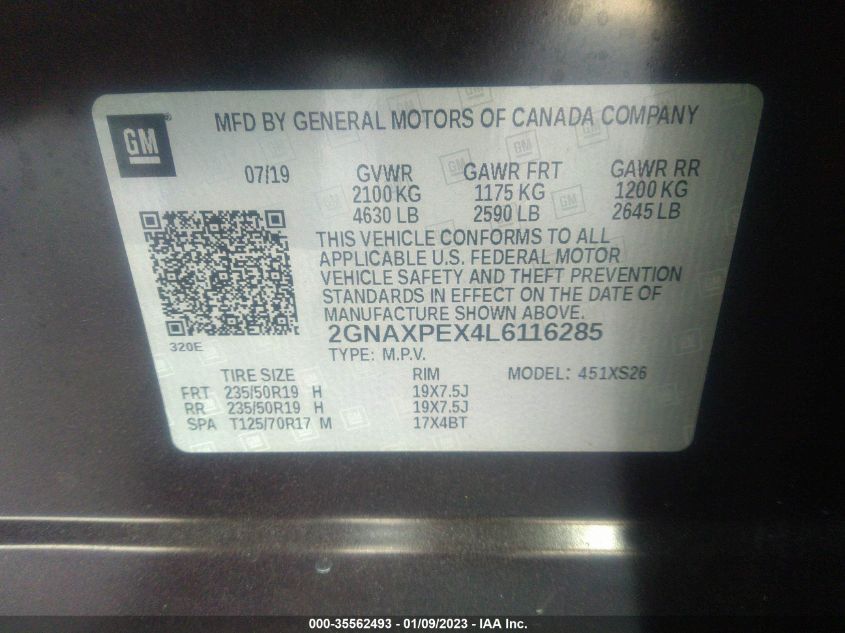 GM
MFD BY GENERAL MOTORS OF CANADA COMPANY
07/19 GVWR GAWR FRT GAWR RR
2100 KG 1175 KG 1200 KG
4630 LB 2590 LB 2645 LB
THIS VEHICLE CONFORMS TO ALL
APPLICABLE U.S. FEDERAL MOTOR
VEHICLE SAFETY AND THEFT PREVENTION
STANDARDS IN EFFECT ON THE DATE OF
MANUFACTURE SHOWN ABOVE.
320E
2GNAXPEX4L6116285
TYPE: M.P.V.
TIRE SIZE RIM MODEL: 451XS26
FRT 235/50R19 H 19X7.5J
RR 235/50R19 H 19X7.5J
SPA T125/70R17 M 17X4BT
000-35562493 - 01/09/2023 - IAA Inc.